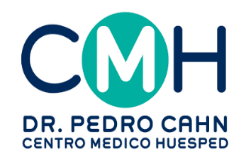 CMH
DR. PEDRO CAHN
CENTRO MEDICO HUESPED